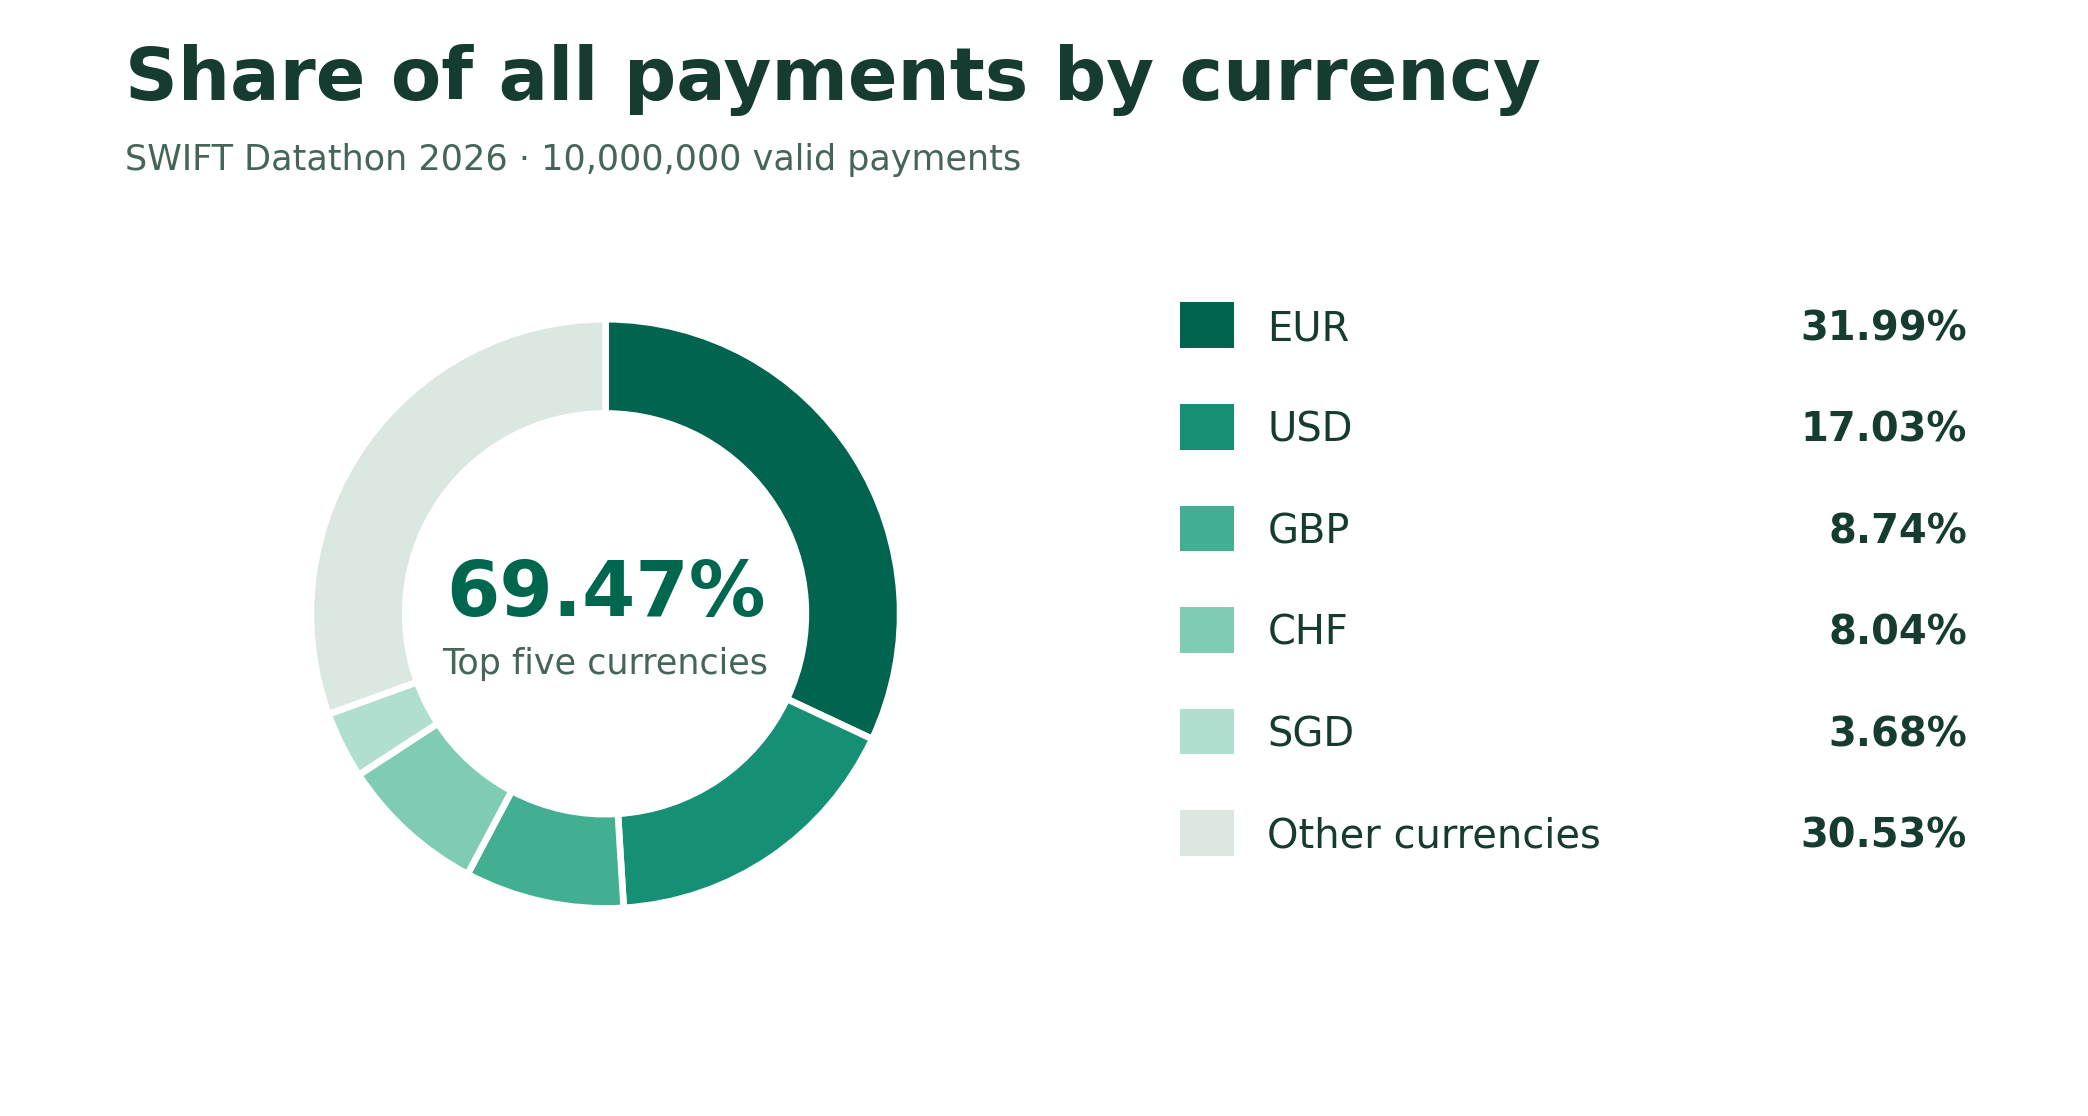 Share of all payments by currency
SWIFT Datathon 2026 · 10,000,000 valid payments
69.47%
Top five currencies
EUR 31.99%
USD 17.03%
GBP 8.74%
CHF 8.04%
SGD 3.68%
Other currencies 30.53%